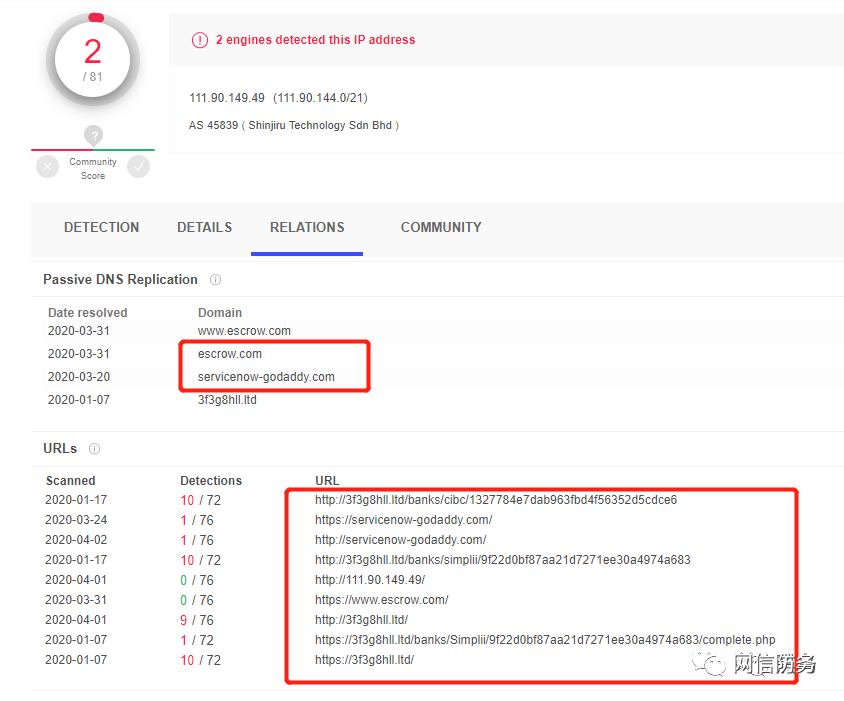 2
/ 81
?
Community
Score
! 2 engines detected this IP address
111.90.149.49 (111.90.144.0/21)
AS 45839 ( Shinjiru Technology Sdn Bhd )
DETECTION DETAILS RELATIONS COMMUNITY
Passive DNS Replication
Date resolved Domain
2020-03-31 www.escrow.com
2020-03-31 escrow.com
2020-03-20 servicenow-godaddy.com
2020-01-07 3f3g8hll.ltd
URLs
Scanned Detections URL
2020-01-17 10 / 72 http://3f3g8hll.ltd/banks/cibc/1327784e7dab963fbd4f56352d5cdce6
2020-03-24 1 / 76 https://servicenow-godaddy.com/
2020-04-02 1 / 76 http://servicenow-godaddy.com/
2020-01-17 10 / 72 http://3f3g8hll.ltd/banks/simplii/9f22d0bf87aa21d7271ee30a4974a683
2020-04-01 0 / 76 http://111.90.149.49/
2020-03-31 0 / 76 https://www.escrow.com/
2020-04-01 9 / 76 http://3f3g8hll.ltd/
2020-01-07 1 / 72 https://3f3g8hll.ltd/banks/Simplii/9f22d0bf87aa21d7271ee30a4974a683/complete.php
2020-01-07 10 / 72 https://3f3g8hll.ltd/